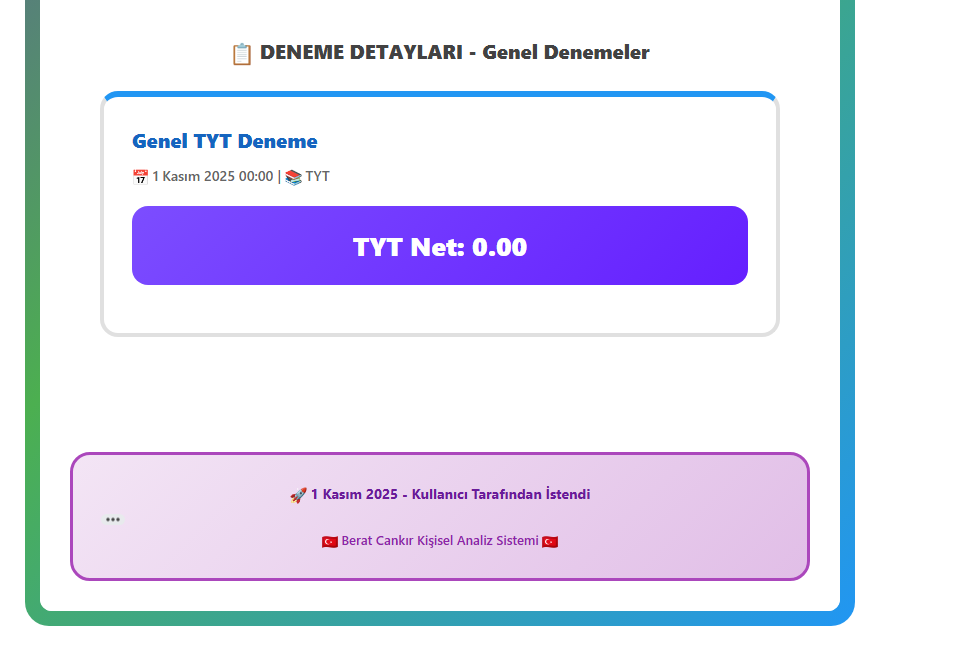 📋 DENEME DETAYLARI - Genel Denemeler
Genel TYT Deneme
📅 1 Kasım 2025 00:00 | 📚 TYT
TYT Net: 0.00
🚀 1 Kasım 2025 - Kullanıcı Tarafından İstendi
•••
🇹🇷 Berat Cankır Kişisel Analiz Sistemi 🇹🇷